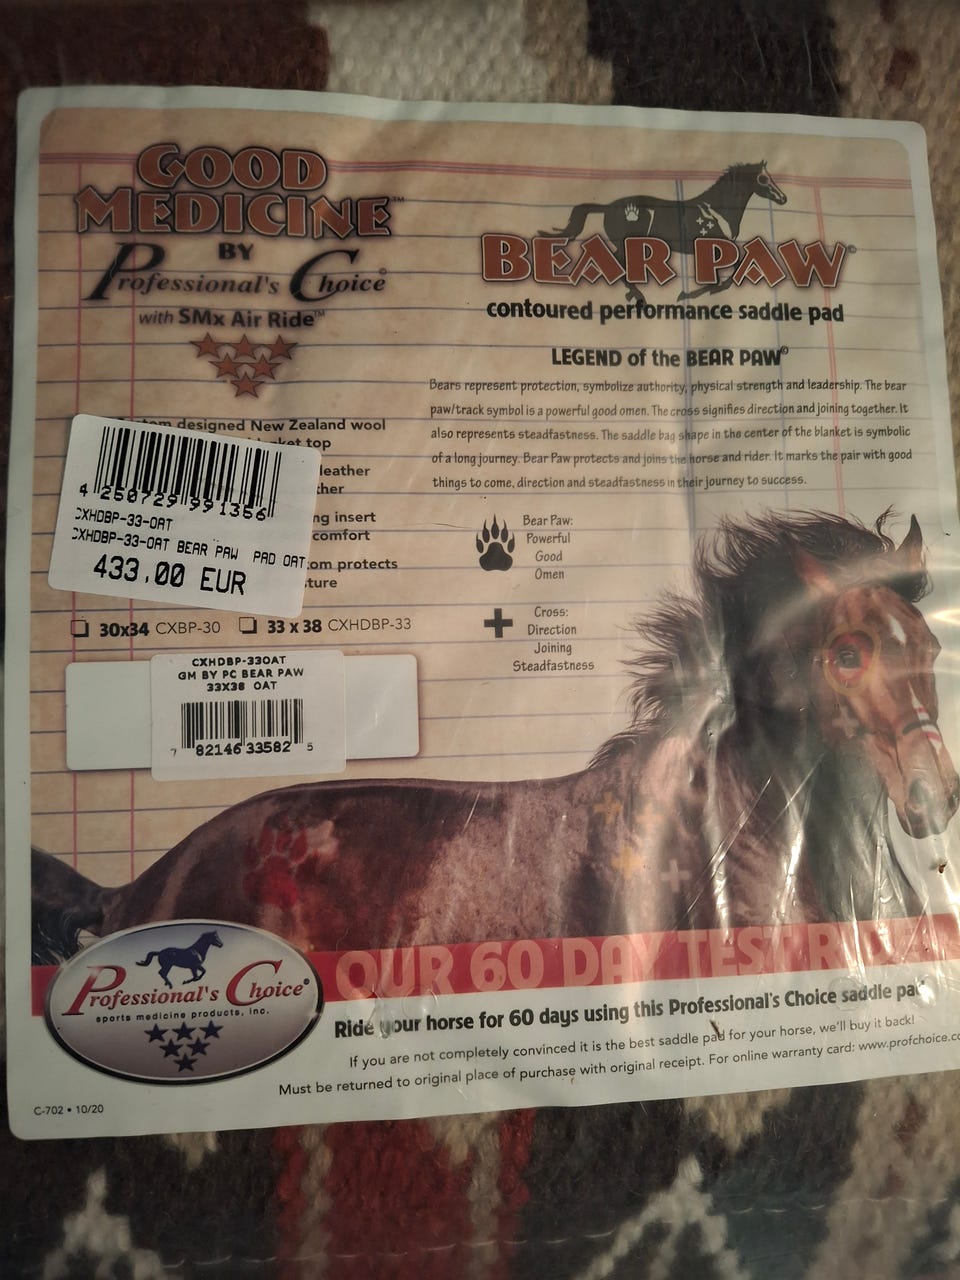 GOOD
MEDICINE™
BY
Professional's Choice®
with SMx Air Ride™
BEAR PAW©
contoured performance saddle pad
LEGEND of the BEAR PAW©
Bears represent protection, symbolize authority, physical strength and leadership. The bear
paw/track symbol is a powerful good omen. The cross signifies direction and joining together. It
also represents steadfastness. The saddle bag shape in the center of the blanket is symbolic
of a long journey. Bear Paw protects and joins the horse and rider. It marks the pair with good
things to come, direction and steadfastness in their journey to success.
designed New Zealand wool
top
leather
insert
comfort
protects
4 250729 991356
CXHDBP-33-OAT
CXHDBP-33-OAT BEAR PAW PAD OAT
433,00 EUR
Bear Paw:
Powerful
Good
Omen
Cross:
Direction
Joining
Steadfastness
30x34 CXBP-30 33 x 38 CXHDBP-33
CXHDBP-33OAT
GM BY PC BEAR PAW
33X38 OAT
7 82146 33582 5
Professional's Choice®
sports medicine products, inc.
OUR 60 DAY TEST RIDE
Ride your horse for 60 days using this Professional's Choice saddle pad
If you are not completely convinced it is the best saddle pad for your horse, we'll buy it back!
Must be returned to original place of purchase with original receipt. For online warranty card: www.profchoice.co
C-702 • 10/20